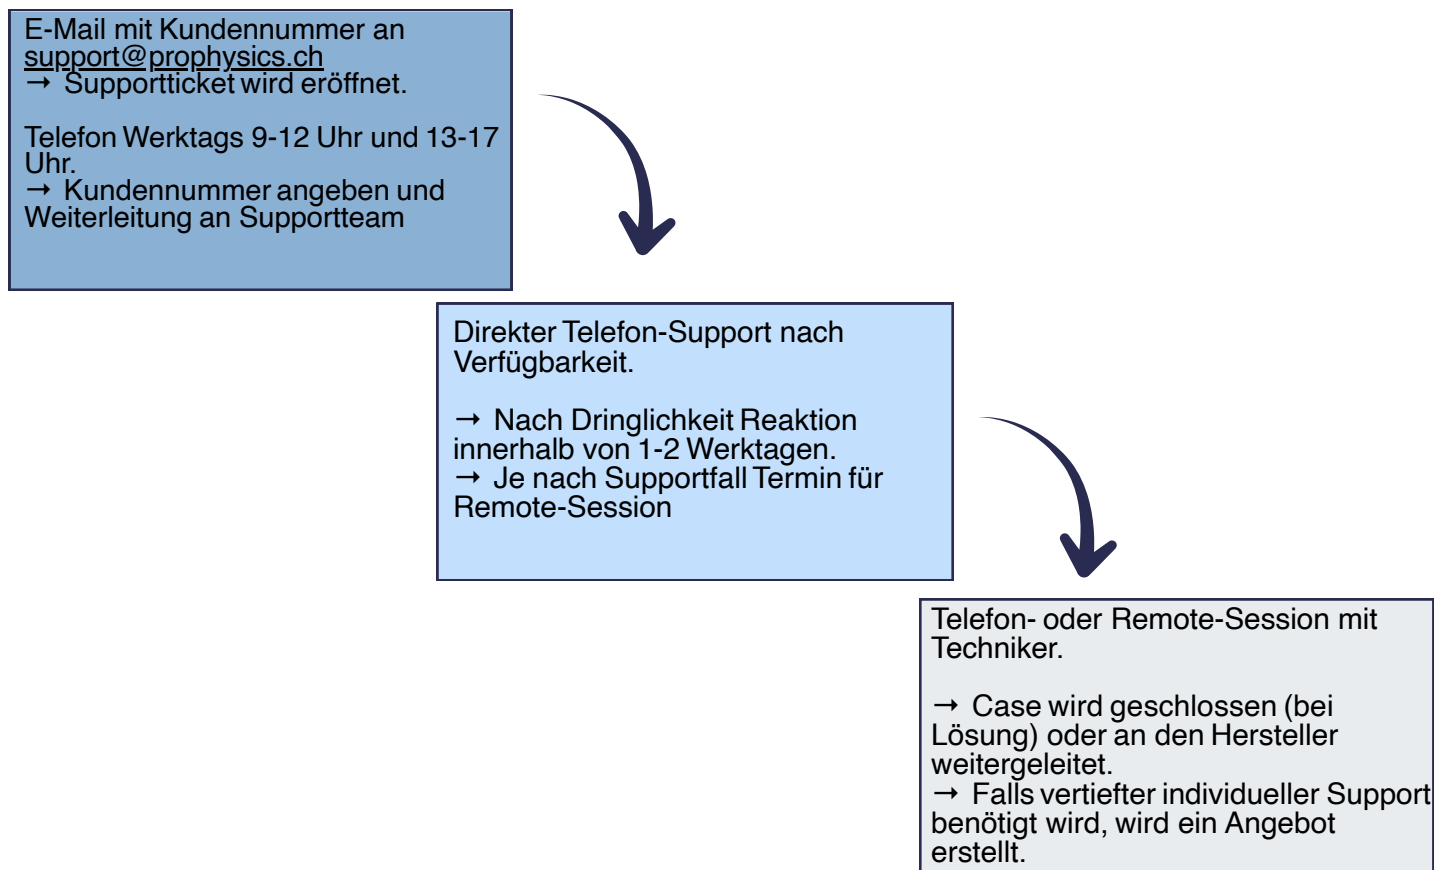 E-Mail mit Kundennummer an
support@prophysics.ch
→ Supportticket wird eröffnet.
Telefon Werktags 9-12 Uhr und 13-17
Uhr.
→ Kundennummer angeben und
Weiterleitung an Supportteam
Direkter Telefon-Support nach
Verfügbarkeit.
→ Nach Dringlichkeit Reaktion
innerhalb von 1-2 Werktagen.
→ Je nach Supportfall Termin für
Remote-Session
Telefon- oder Remote-Session mit
Techniker.
→ Case wird geschlossen (bei
Lösung) oder an den Hersteller
weitergeleitet.
→ Falls vertiefter individueller Support
benötigt wird, wird ein Angebot
erstellt.